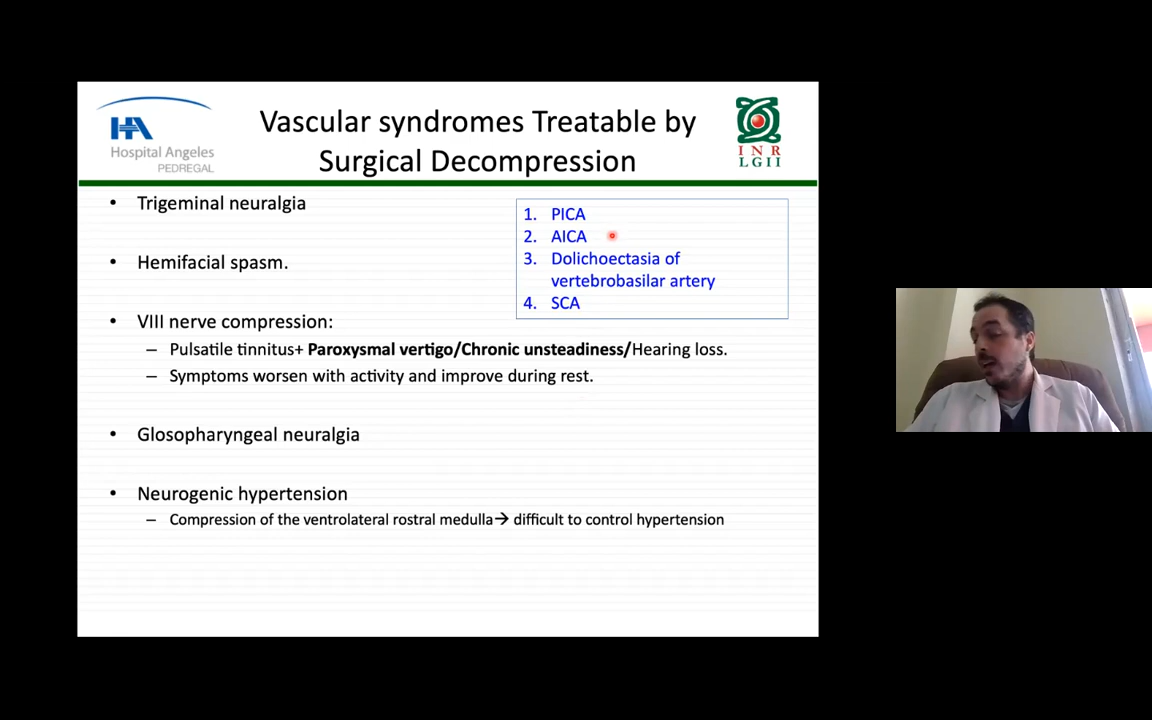 HA
Hospital Angeles
PEDREGAL
Vascular syndromes Treatable by
Surgical Decompression
INR
LGII
• Trigeminal neuralgia
1. PICA
2. AICA
3. Dolichoectasia of
vertebrobasilar artery
4. SCA
• Hemifacial spasm.
• VIII nerve compression:
– Pulsatile tinnitus+ Paroxysmal vertigo/Chronic unsteadiness/Hearing loss.
– Symptoms worsen with activity and improve during rest.
• Glosopharyngeal neuralgia
• Neurogenic hypertension
– Compression of the ventrolateral rostral medulla→ difficult to control hypertension